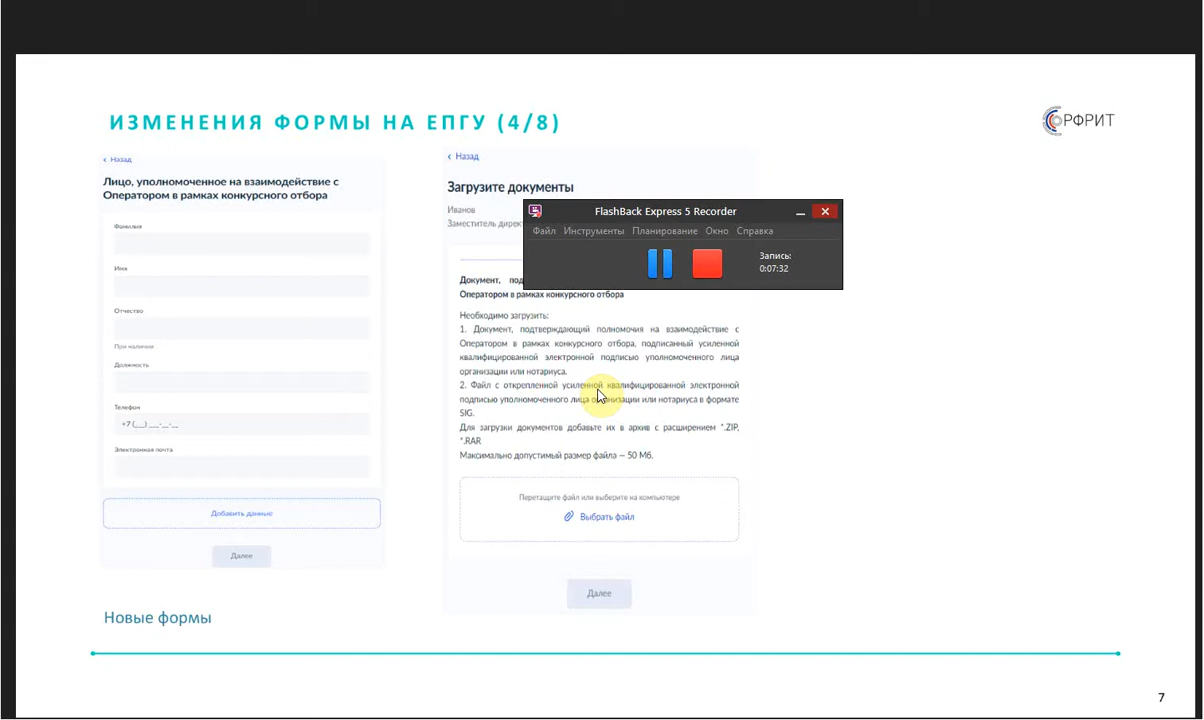 ИЗМЕНЕНИЯ ФОРМЫ НА ЕПГУ (4/8)
РФРИТ
‹ Назад
Лицо, уполномоченное на взаимодействие с
Оператором в рамках конкурсного отбора
Фамилия
Имя
Отчество
При наличии
Должность
Телефон
+7 (___) ___-__-__
Электронная почта
Добавить данные
Далее
‹ Назад
Загрузите документы
Иванов
Заместитель
FlashBack Express 5 Recorder
Файл Инструменты Планирование Окно Справка
Запись:
0:07:32
Документ,
Оператором в рамках конкурсного отбора
Необходимо загрузить:
1. Документ, подтверждающий полномочия на взаимодействие с
Оператором в рамках конкурсного отбора, подписанный усиленной
квалифицированной электронной подписью уполномоченного лица
организации или нотариуса.
2. Файл с открепленной усиленной квалифицированной электронной
подписью уполномоченного лица организации или нотариуса в формате
SIG.
Для загрузки документов добавьте их в архив с расширением *.ZIP,
*.RAR
Максимально допустимый размер файла – 50 Мб.
Перетащите файл или выберите на компьютере
Выбрать файл
Далее
Новые формы
7